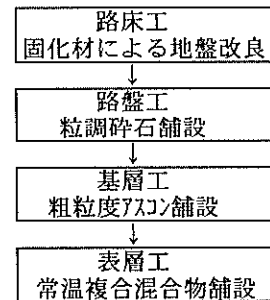 路床工
固化材による地盤改良
↓
路盤工
粒調砕石舗設
↓
基層工
粗粒度アスコン舗設
↓
表層工
常温複合混合物舗設